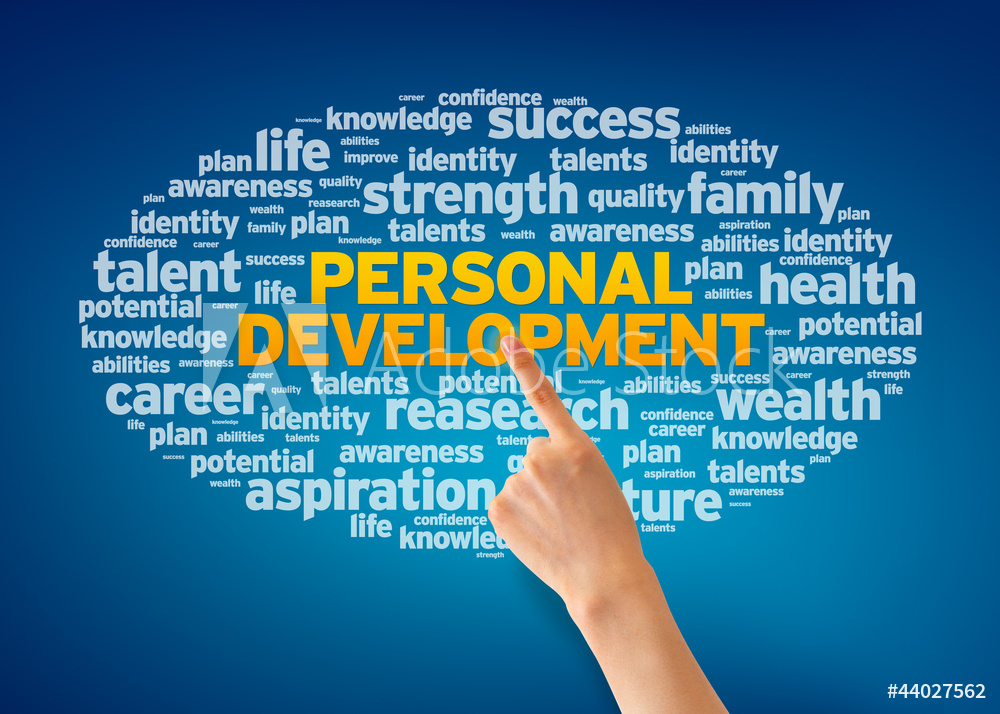 career confidence wealth
knowledge knowledge success abilities
plan life abilities improve identity talents identity
awareness quality strength quality career family
plan reasearch
identity wealth family plan knowledge talents wealth awareness aspiration plan
confidence career abilities identity
talent success PERSONAL plan confidence health
potential career life abilities
knowledge DEVELOPMENT career potential
abilities awareness awareness
Adobe Stock
career career quality talents potential knowledge abilities success wealth strength life
life knowledge identity reasearch confidence
plan abilities talents career knowledge
success potential awareness talent plan plan
wealth aspiration aspiration talents
ture awareness success
life confidence talents
knowled
strength
#44027562